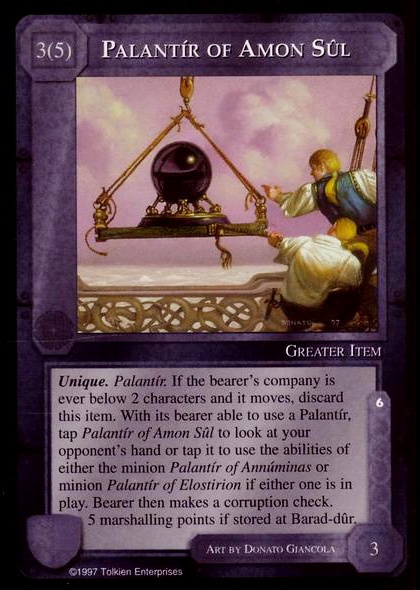 3(5)
PALANTÍR OF AMON SÛL
DONATO 97
GREATER ITEM
Unique. Palantír. If the bearer's company is
ever below 2 characters and it moves, discard
this item. With its bearer able to use a Palantír,
tap Palantír of Amon Sûl to look at your
opponent's hand or tap it to use the abilities of
either the minion Palantír of Annúminas or
minion Palantír of Elostirion if either one is in
play. Bearer then makes a corruption check.
5 marshalling points if stored at Barad-dûr.
6
ART BY DONATO GIANCOLA
3
©1997 Tolkien Enterprises